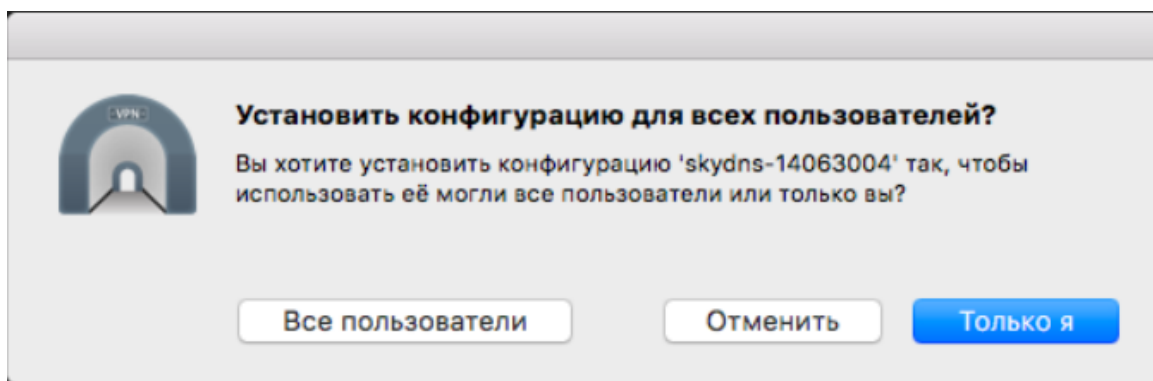 VPN
Установить конфигурацию для всех пользователей?
Вы хотите установить конфигурацию 'skydns-14063004' так, чтобы
использовать её могли все пользователи или только вы?
Все пользователи
Отменить
Только я